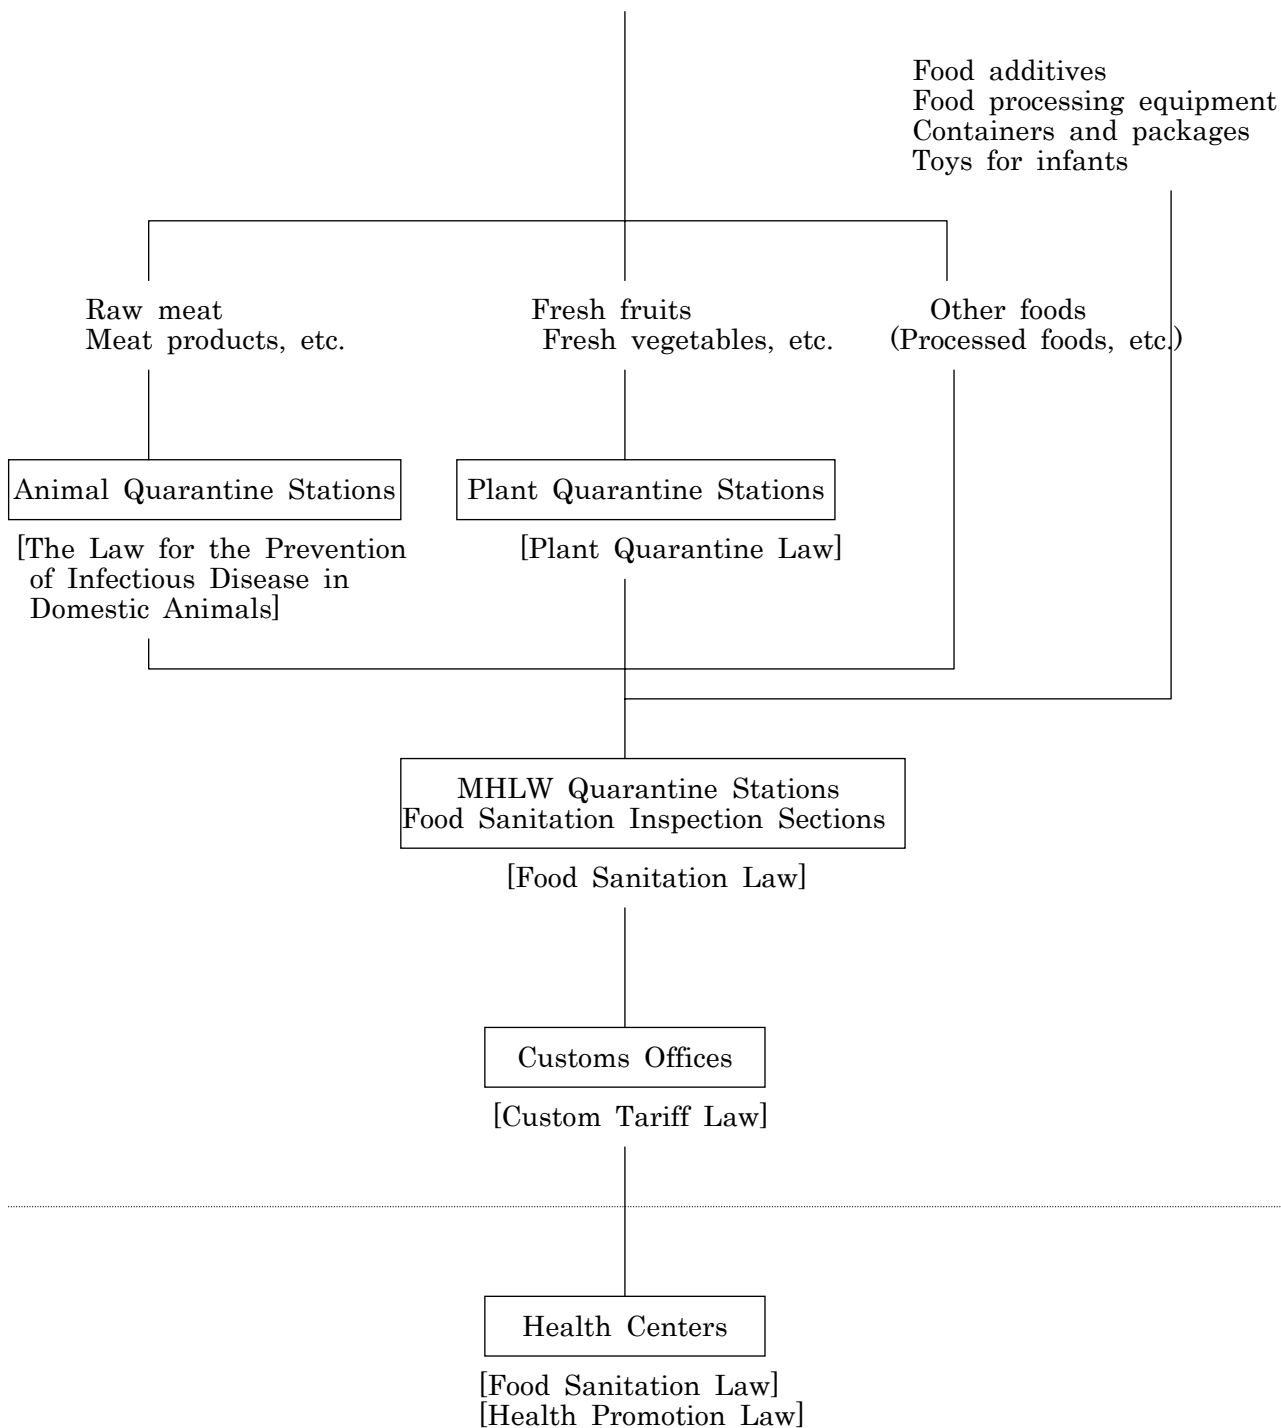 Food additives
Food processing equipment
Containers and packages
Toys for infants
Raw meat
Meat products, etc.
Fresh fruits
Fresh vegetables, etc.
Other foods
(Processed foods, etc.)
Animal Quarantine Stations
[The Law for the Prevention
of Infectious Disease in
Domestic Animals]
Plant Quarantine Stations
[Plant Quarantine Law]
MHLW Quarantine Stations
Food Sanitation Inspection Sections
[Food Sanitation Law]
Customs Offices
[Custom Tariff Law]
Health Centers
[Food Sanitation Law]
[Health Promotion Law]